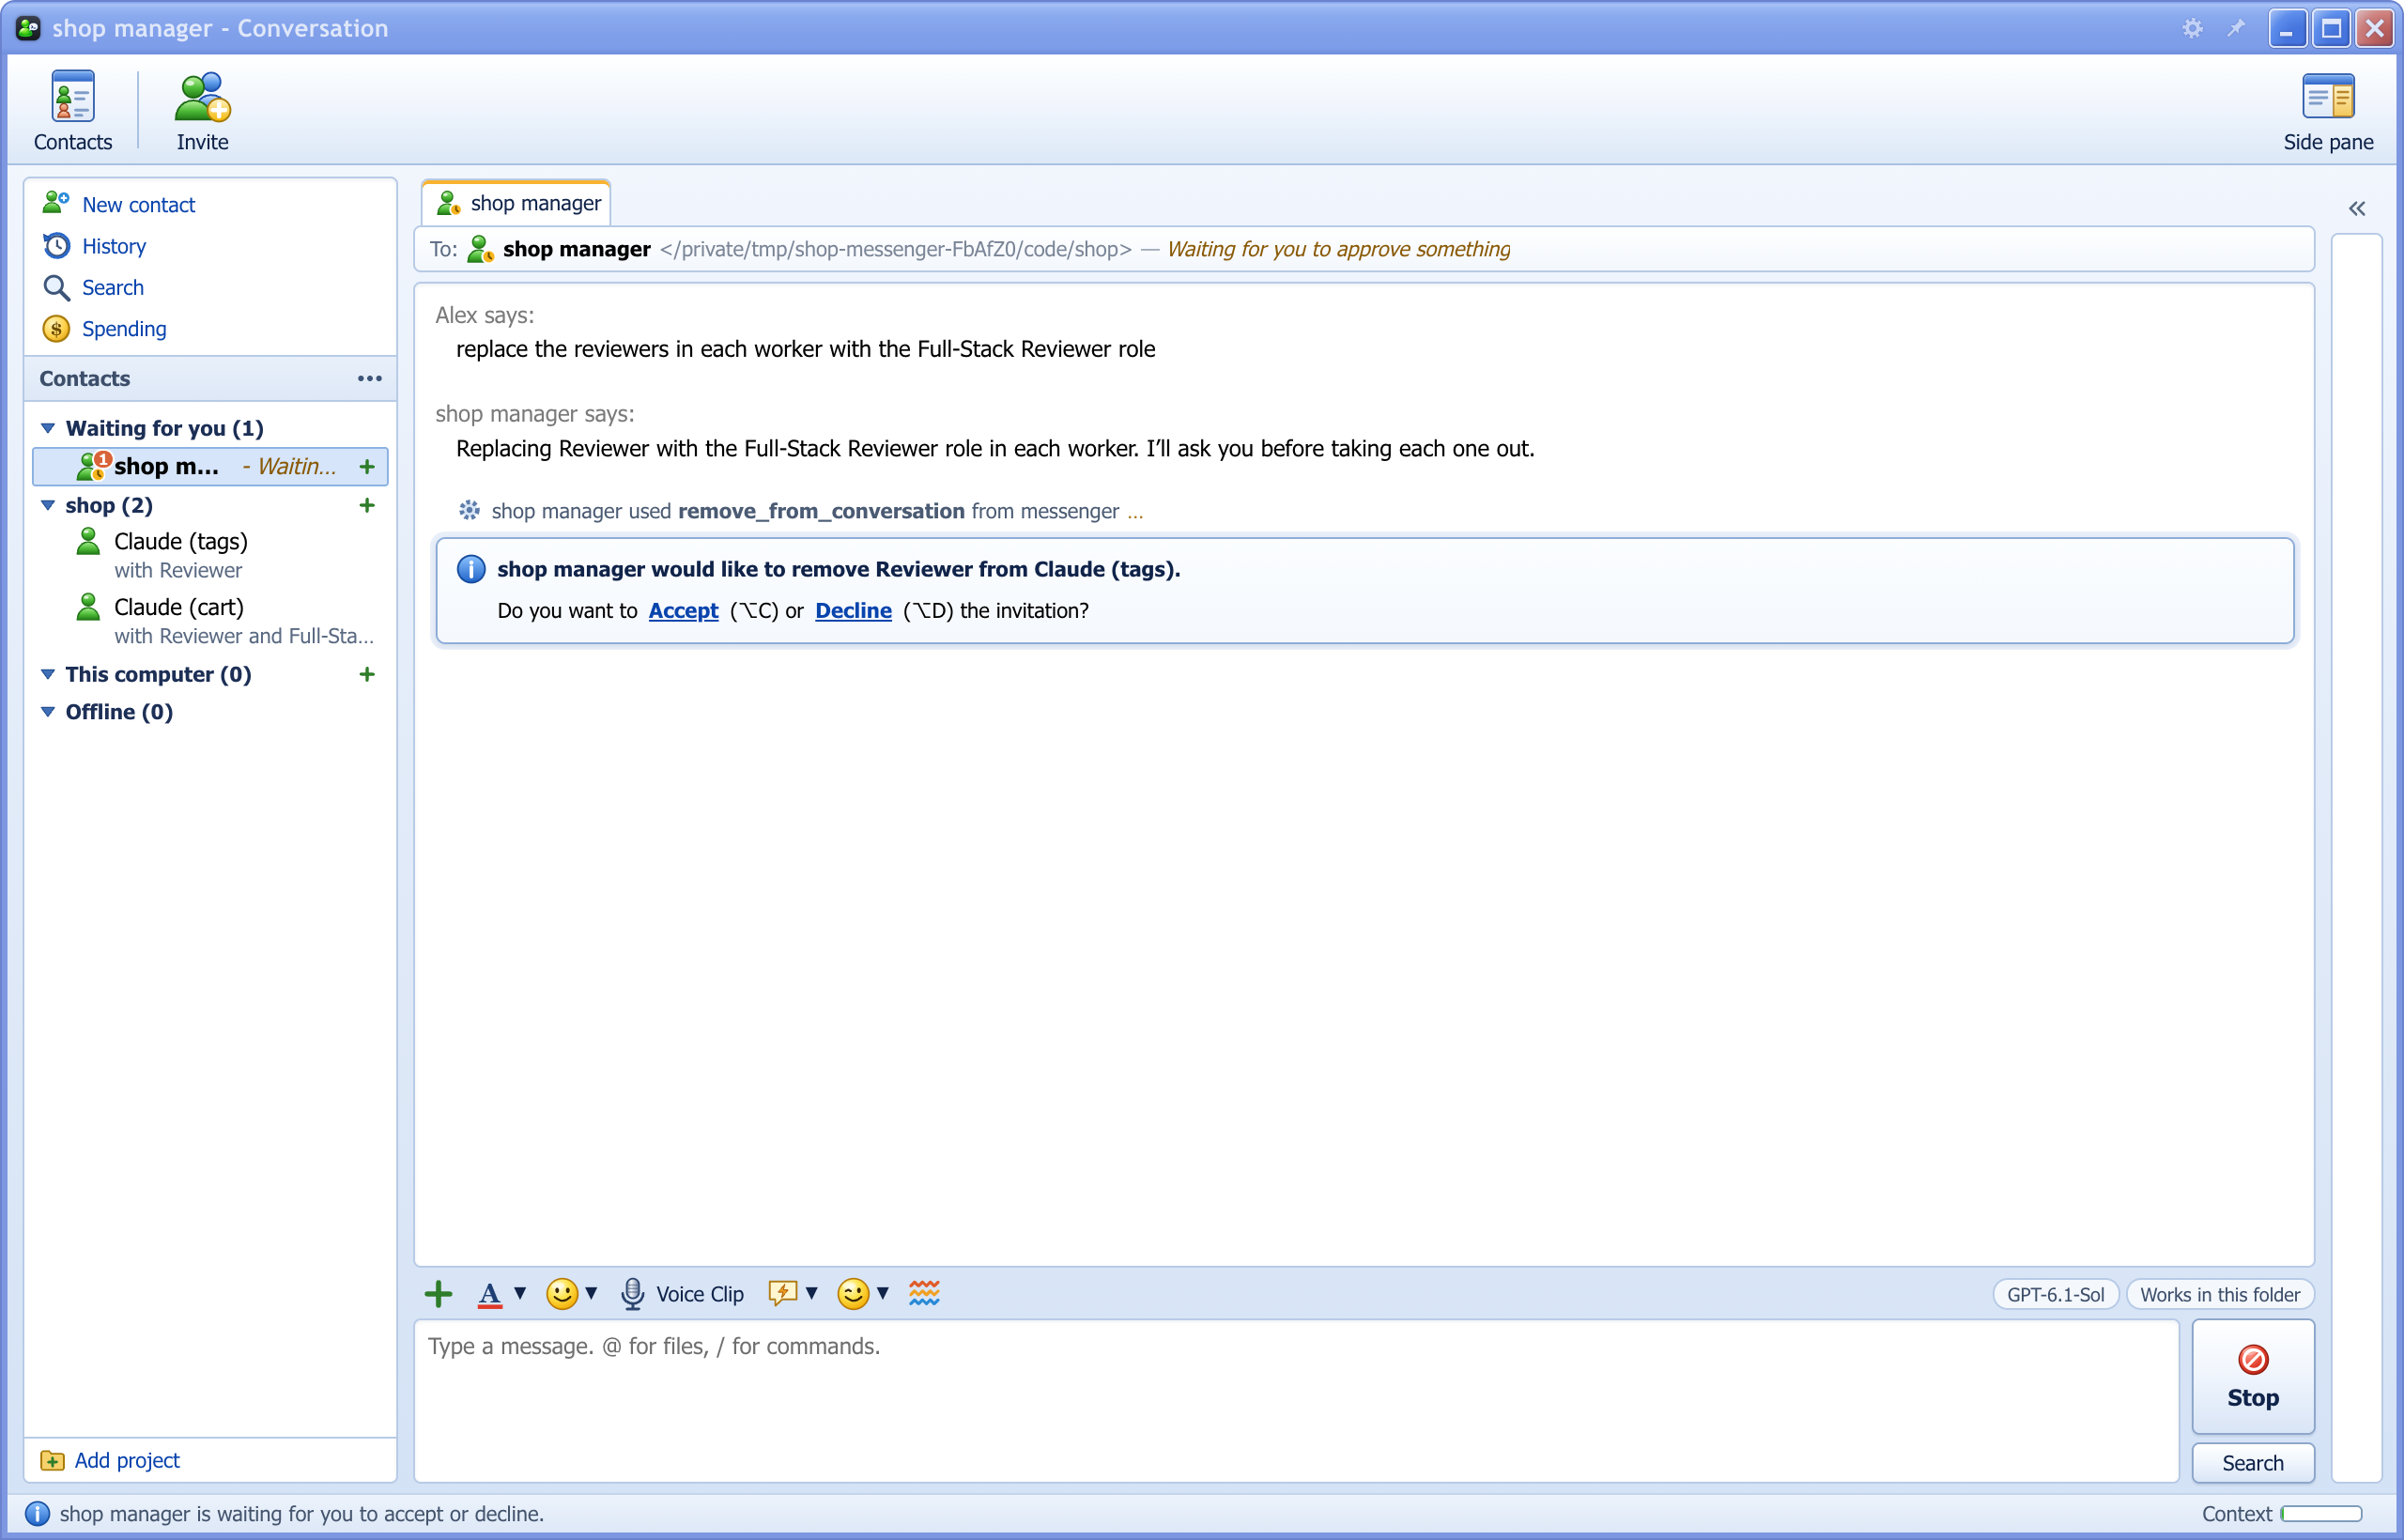 shop manager - Conversation
Contacts
Invite
Side pane
New contact
History
Search
Spending
Contacts
Waiting for you (1)
1
shop m... - Waitin...
shop (2)
Claude (tags)
with Reviewer
Claude (cart)
with Reviewer and Full-Sta...
This computer (0)
Offline (0)
Add project
shop manager
To: shop manager </private/tmp/shop-messenger-FbAfZ0/code/shop> — Waiting for you to approve something
Alex says:
replace the reviewers in each worker with the Full-Stack Reviewer role
shop manager says:
Replacing Reviewer with the Full-Stack Reviewer role in each worker. I’ll ask you before taking each one out.
shop manager used remove_from_conversation from messenger ...
shop manager would like to remove Reviewer from Claude (tags).
Do you want to Accept (⌥C) or Decline (⌥D) the invitation?
A
Voice Clip
GPT-6.1-Sol
Works in this folder
Type a message. @ for files, / for commands.
Stop
Search
shop manager is waiting for you to accept or decline.
Context